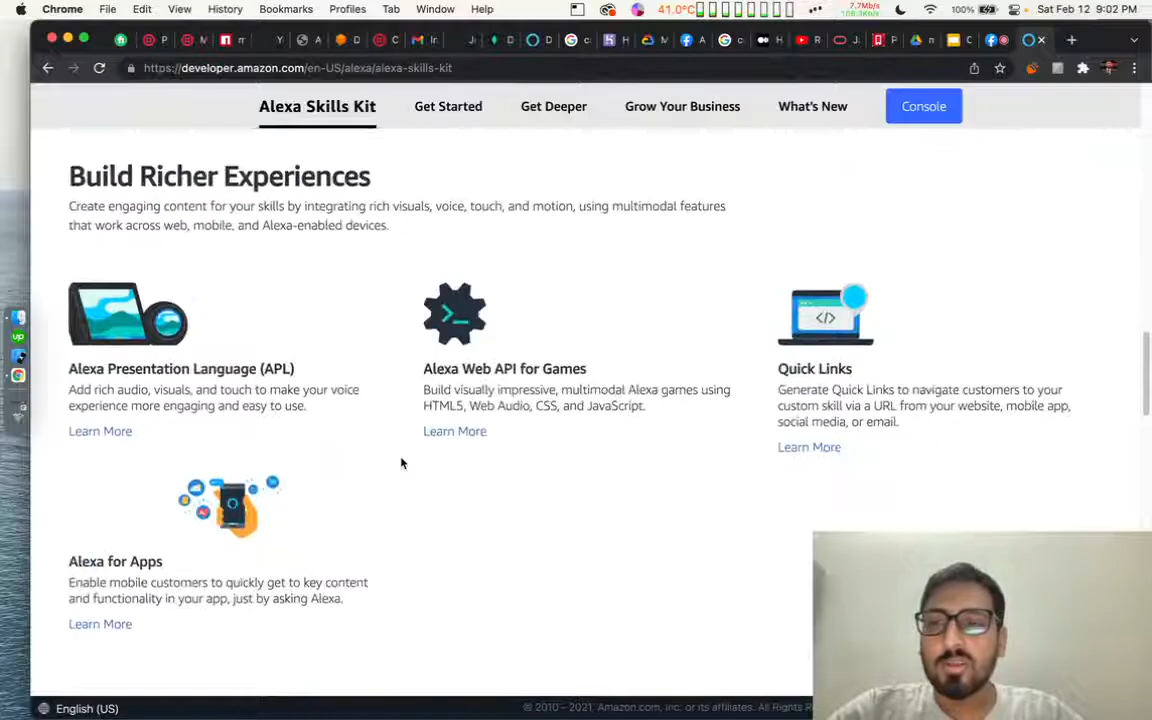 Chrome File Edit View History Bookmarks Profiles Tab Window Help 41.0°C 100% Sat Feb 12 9:02 PM
https://developer.amazon.com/en-US/alexa/alexa-skills-kit
Alexa Skills Kit Get Started Get Deeper Grow Your Business What's New Console
Build Richer Experiences
Create engaging content for your skills by integrating rich visuals, voice, touch, and motion, using multimodal features
that work across web, mobile, and Alexa-enabled devices.
Alexa Presentation Language (APL)
Add rich audio, visuals, and touch to make your voice
experience more engaging and easy to use.
Learn More
Alexa Web API for Games
Build visually impressive, multimodal Alexa games using
HTML5, Web Audio, CSS, and JavaScript.
Learn More
Quick Links
Generate Quick Links to navigate customers to your
custom skill via a URL from your website, mobile app,
social media, or email.
Learn More
Alexa for Apps
Enable mobile customers to quickly get to key content
and functionality in your app, just by asking Alexa.
Learn More
English (US)
© 2010 - 2021, Amazon.com, Inc. or its affiliates. All Rights